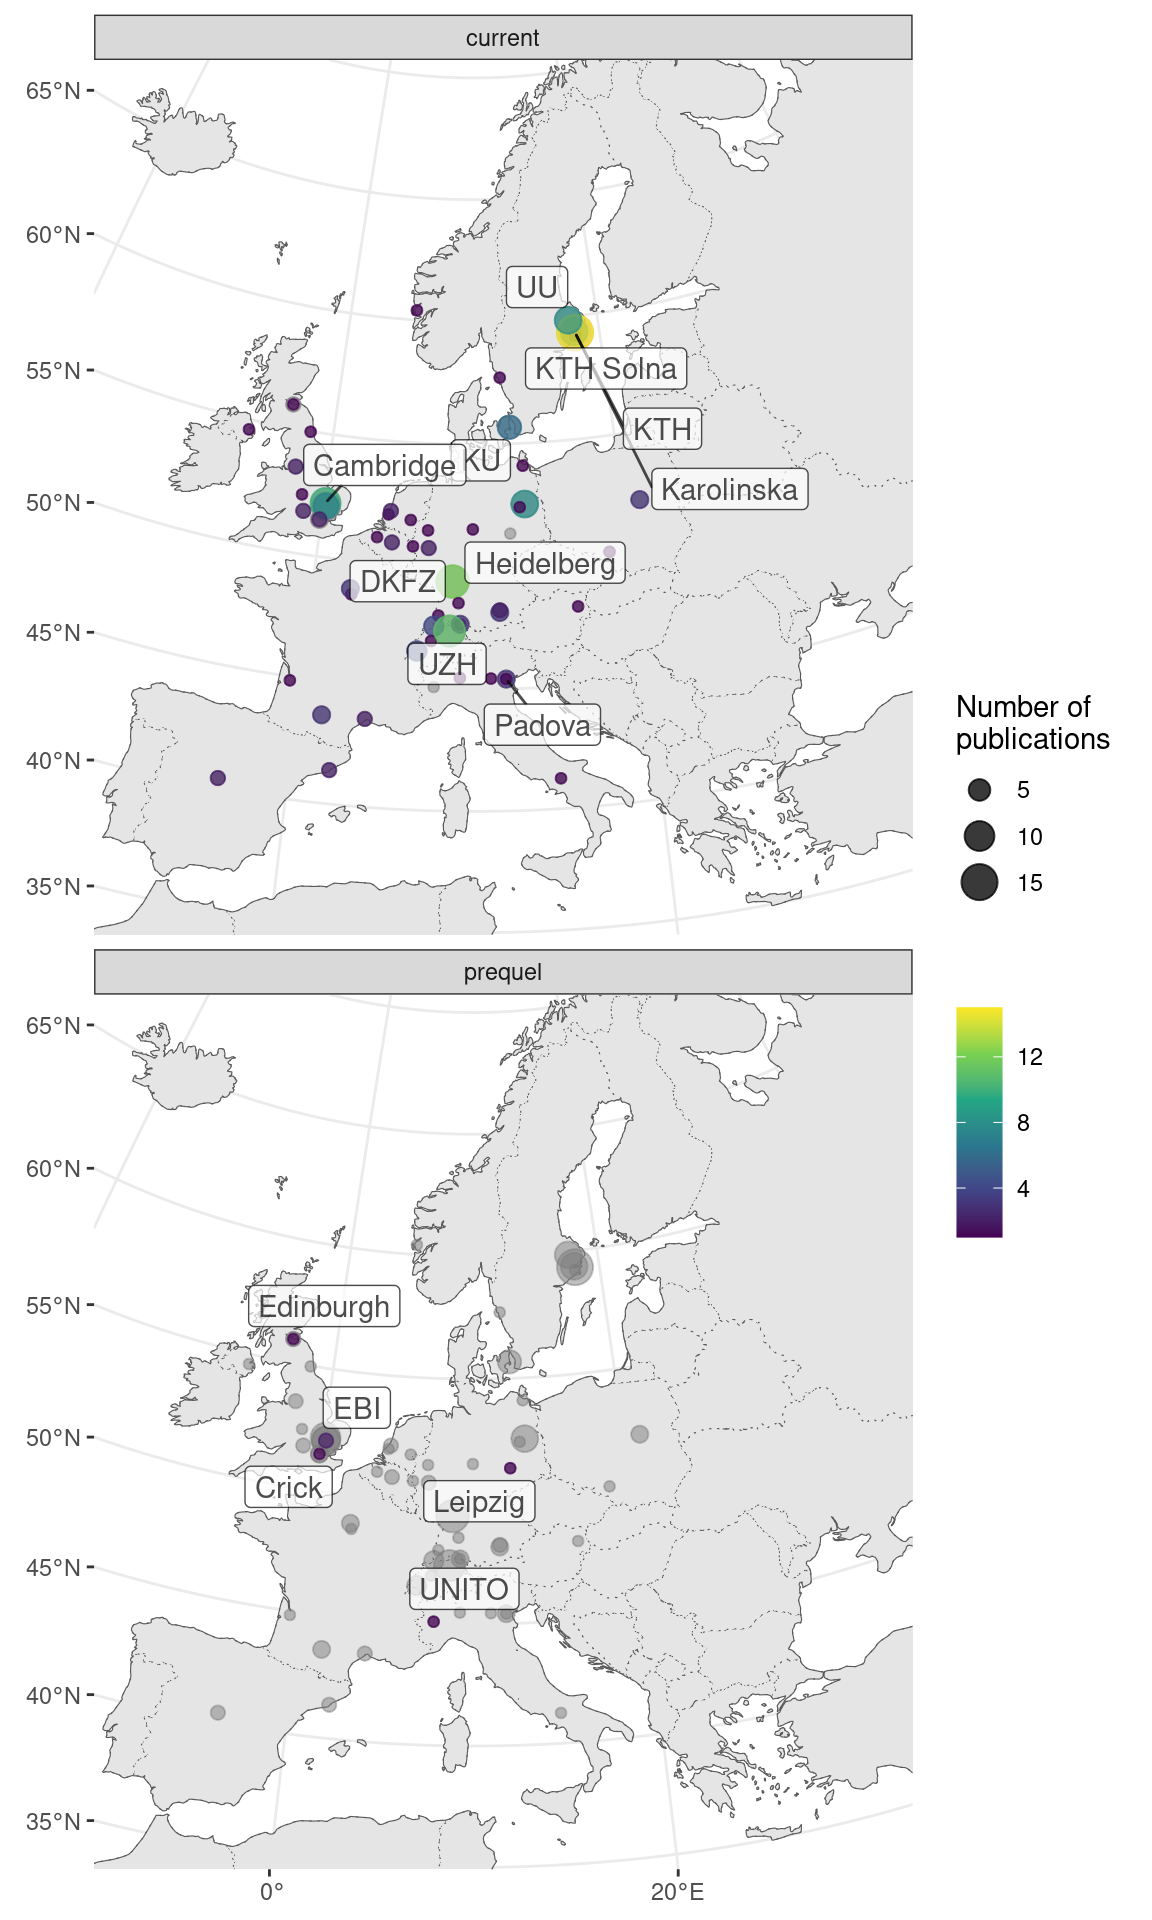 current
65°N
60°N
55°N
50°N
45°N
40°N
35°N
UU
KTH Solna
KTH
Cambridge
KU
Karolinska
Heidelberg
DKFZ
UZH
Padova
Number of
publications
5
10
15
12
8
4
prequel
65°N
60°N
55°N
50°N
45°N
40°N
35°N
Edinburgh
EBI
Crick
Leipzig
UNITO
0°
20°E